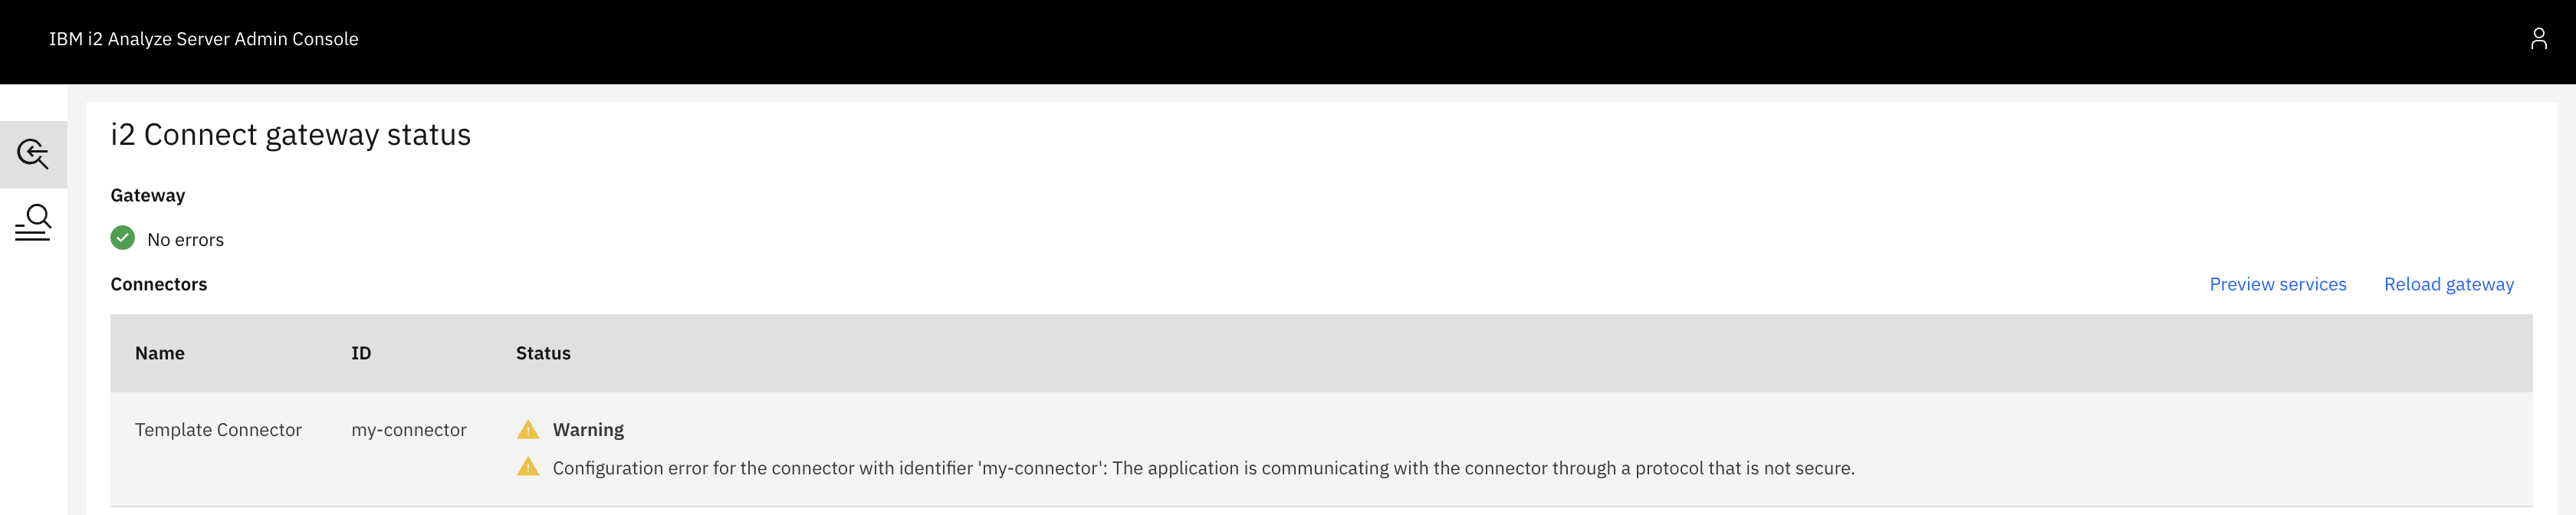 IBM i2 Analyze Server Admin Console
i2 Connect gateway status
Gateway
No errors
Connectors
Preview services
Reload gateway
Name ID Status
Template Connector my-connector Warning
Configuration error for the connector with identifier 'my-connector': The application is communicating with the connector through a protocol that is not secure.